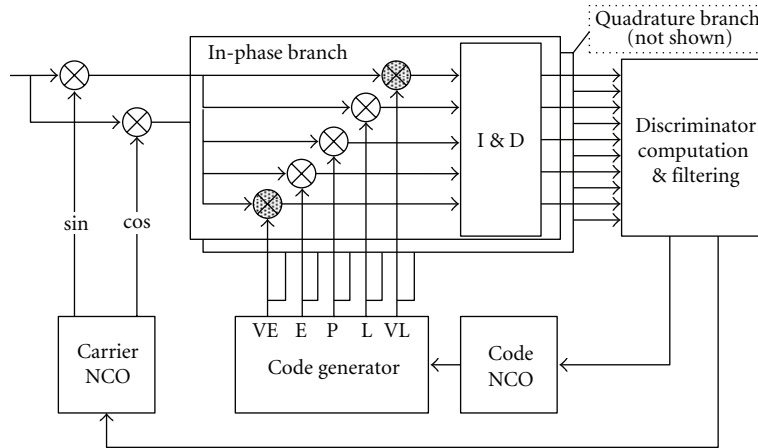 Quadrature branch
(not shown)
In-phase branch
I & D
Discriminator
computation
& filtering
sin
cos
VE E P L VL
Carrier
NCO
Code generator
Code
NCO